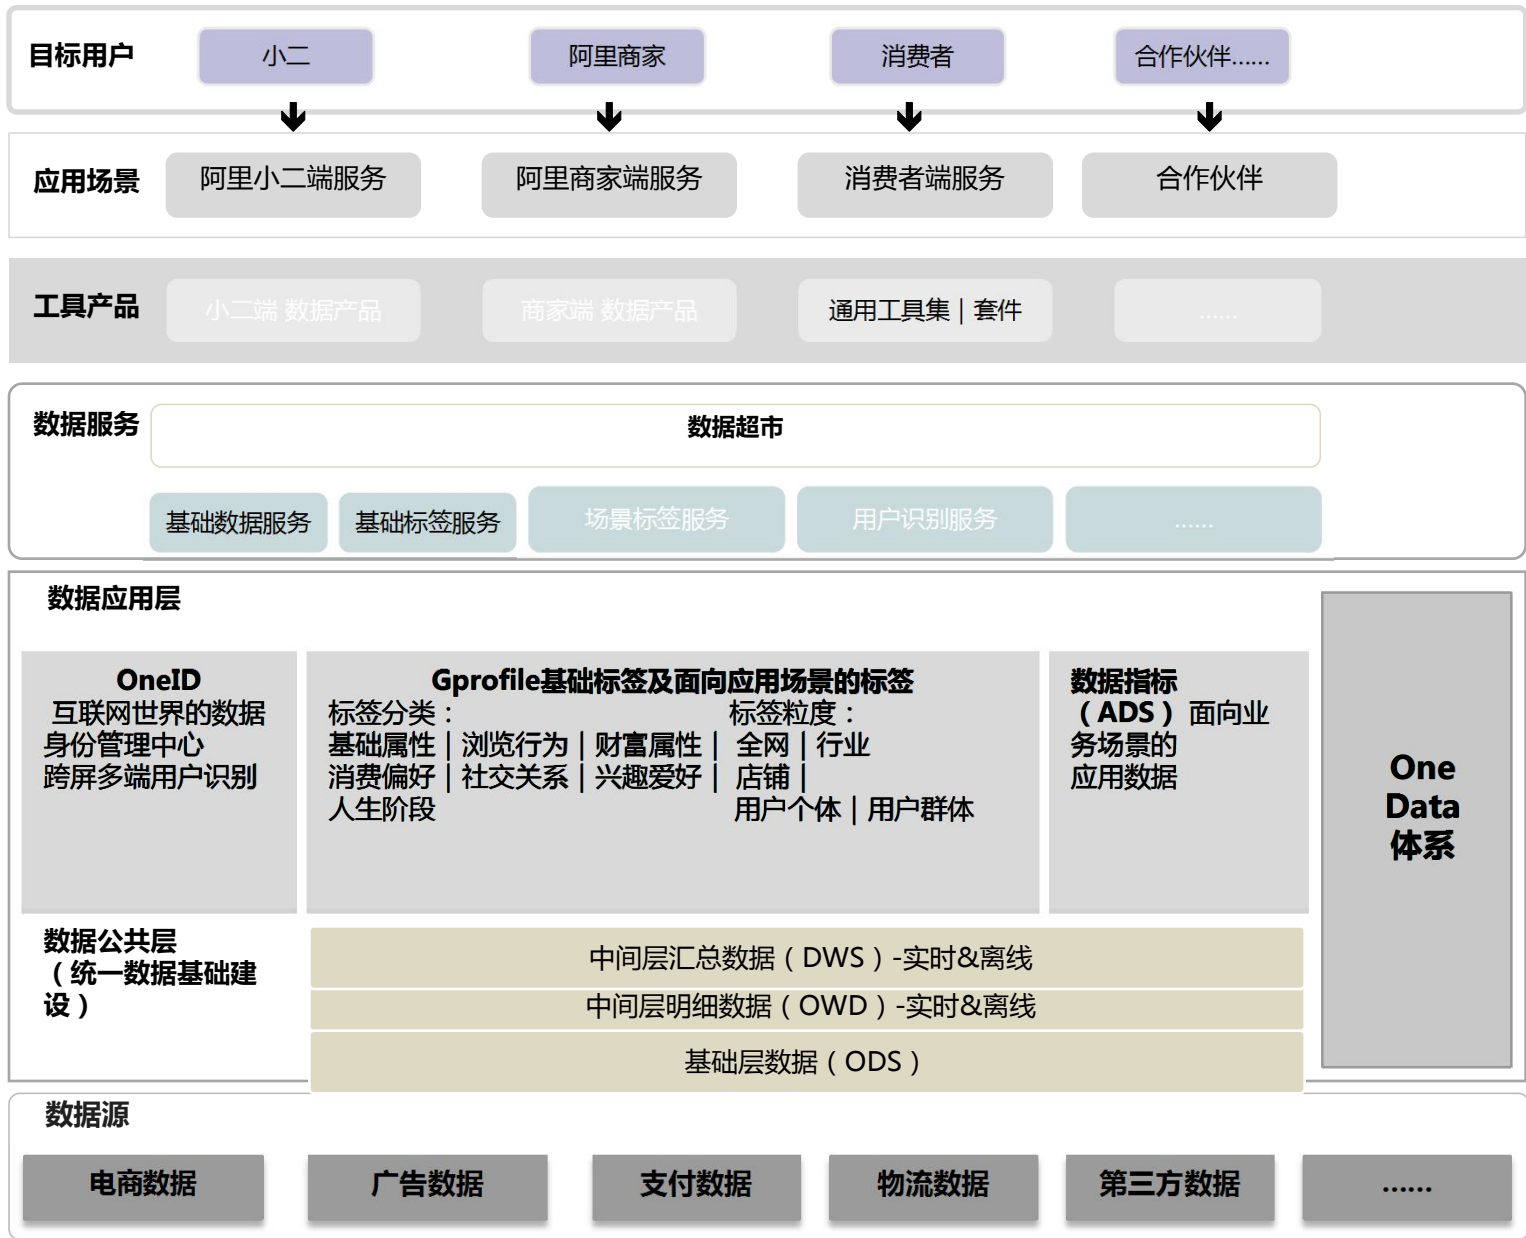 目标用户
小二
阿里商家
消费者
合作伙伴……
应用场景
阿里小二端服务
阿里商家端服务
消费者端服务
合作伙伴
工具产品
小二端 数据产品
商家端 数据产品
通用工具集｜套件
……
数据服务
数据超市
基础数据服务
基础标签服务
场景标签服务
用户识别服务
……
数据应用层
OneID
互联网世界的数据
身份管理中心
跨屏多端用户识别
Gprofile基础标签及面向应用场景的标签
标签分类：
基础属性｜浏览行为｜财富属性｜
消费偏好｜社交关系｜兴趣爱好｜
人生阶段
标签粒度：
全网｜行业
店铺｜
用户个体｜用户群体
数据指标
（ADS）面向业
务场景的
应用数据
One
Data
体系
数据公共层
（统一数据基础建
设）
中间层汇总数据（DWS）-实时&离线
中间层明细数据（OWD）-实时&离线
基础层数据（ODS）
数据源
电商数据
广告数据
支付数据
物流数据
第三方数据
……